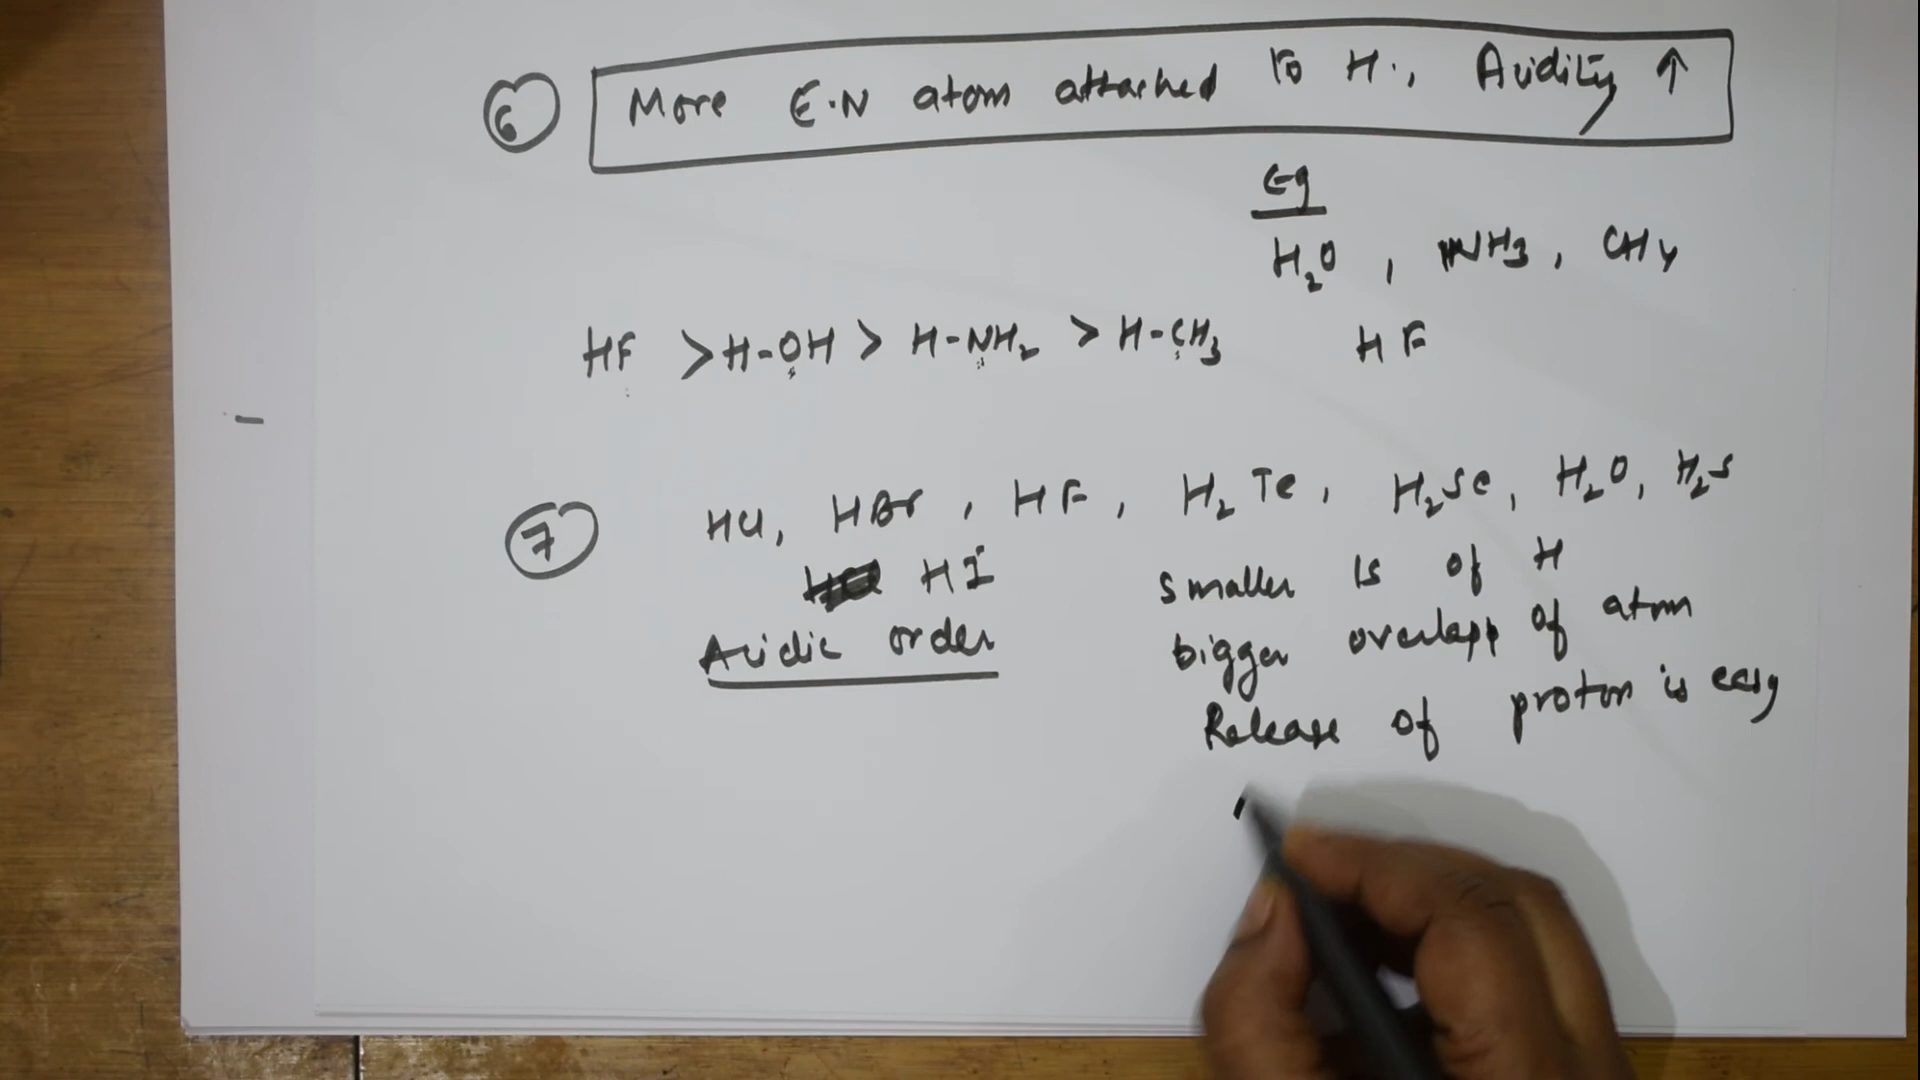 6 More E.N atom attached to H., Acidity ↑
Eg
H2O, NH3, CH4
HF > H-OH > H-NH2 > H-CH3
HF
7 HCl, HBr, HF, H2Te, H2Se, H2O, H2S
HI
Acidic order
smaller 1s of H
bigger overlapp of atom
Release of proton is easy